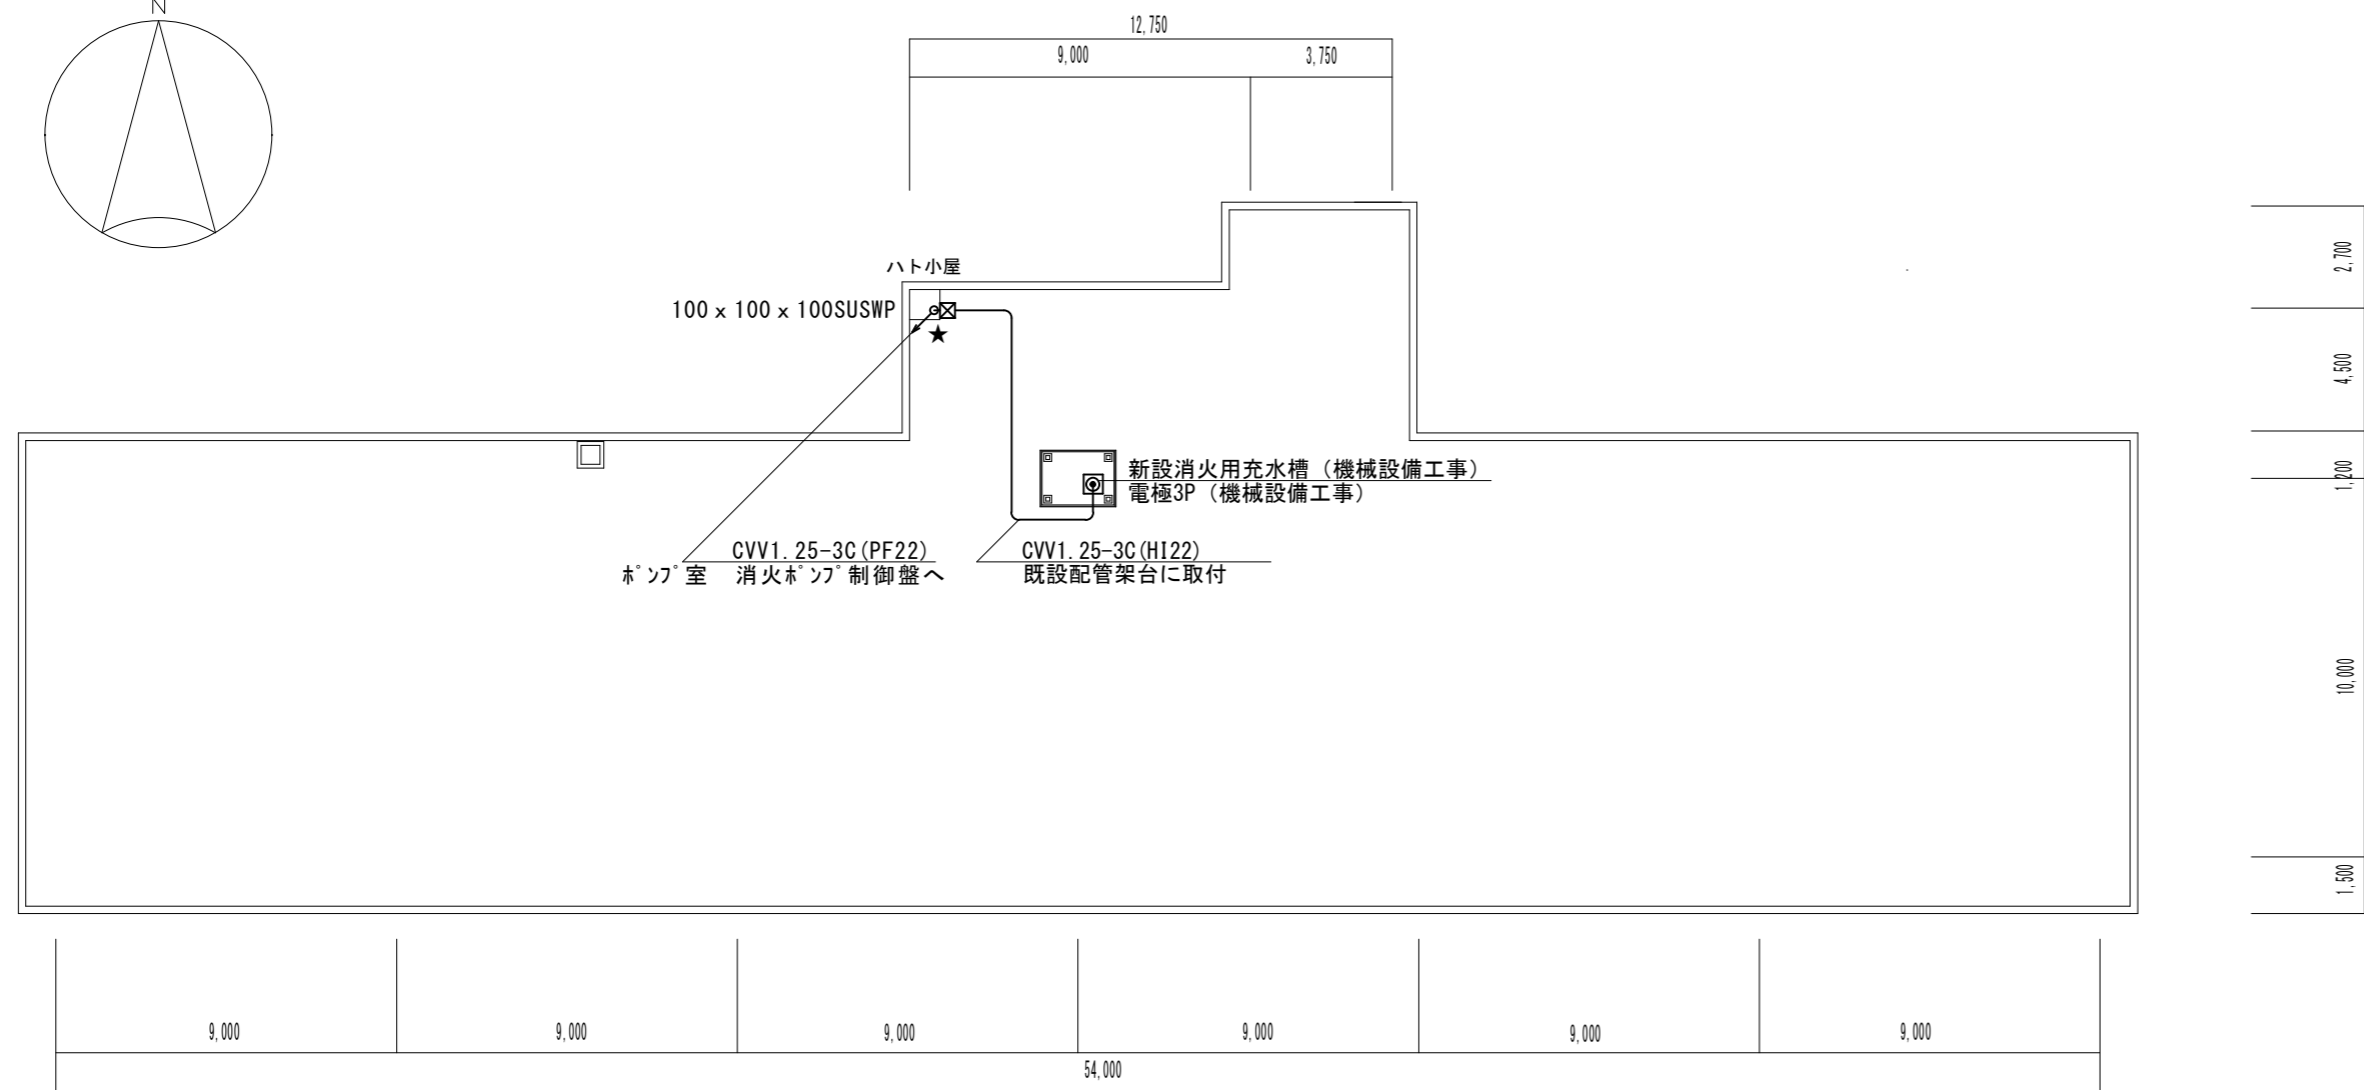 N
12,750
9,000
3,750
2,700
ハト小屋
100 x 100 x 100SUSWP
★
4,500
新設消火用充水槽（機械設備工事）
電極3P（機械設備工事）
1,200
CVV1.25-3C(PF22)
ﾎﾟﾝﾌﾟ室　消火ﾎﾟﾝﾌﾟ制御盤へ
CVV1.25-3C(HI22)
既設配管架台に取付
10,000
1,500
9,000
9,000
9,000
9,000
9,000
9,000
54,000